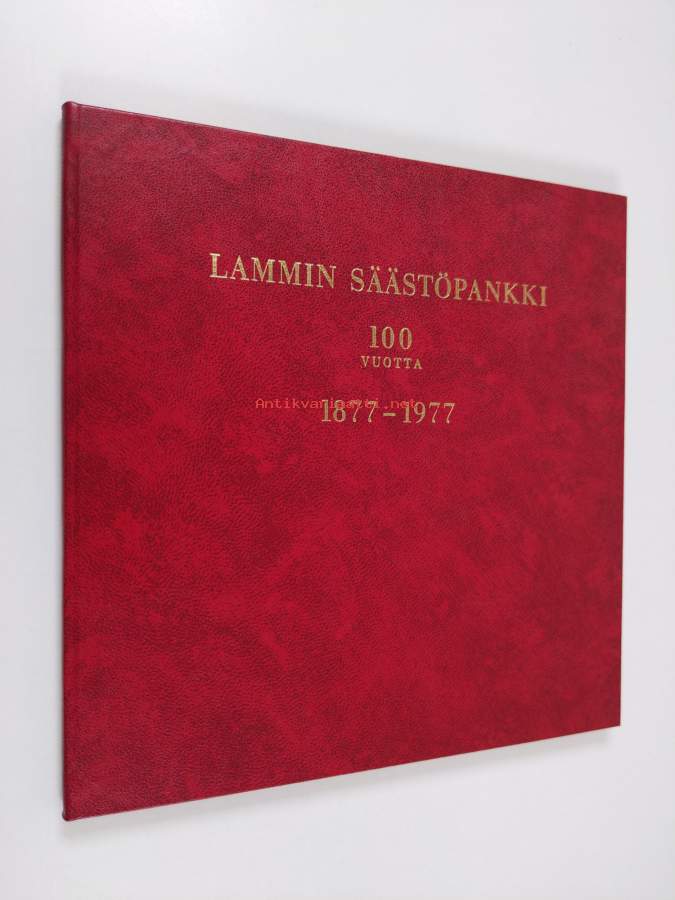 LAMMIN SÄÄSTÖPANKKI
100
VUOTTA
Antikvariaatti.net
1877–1977